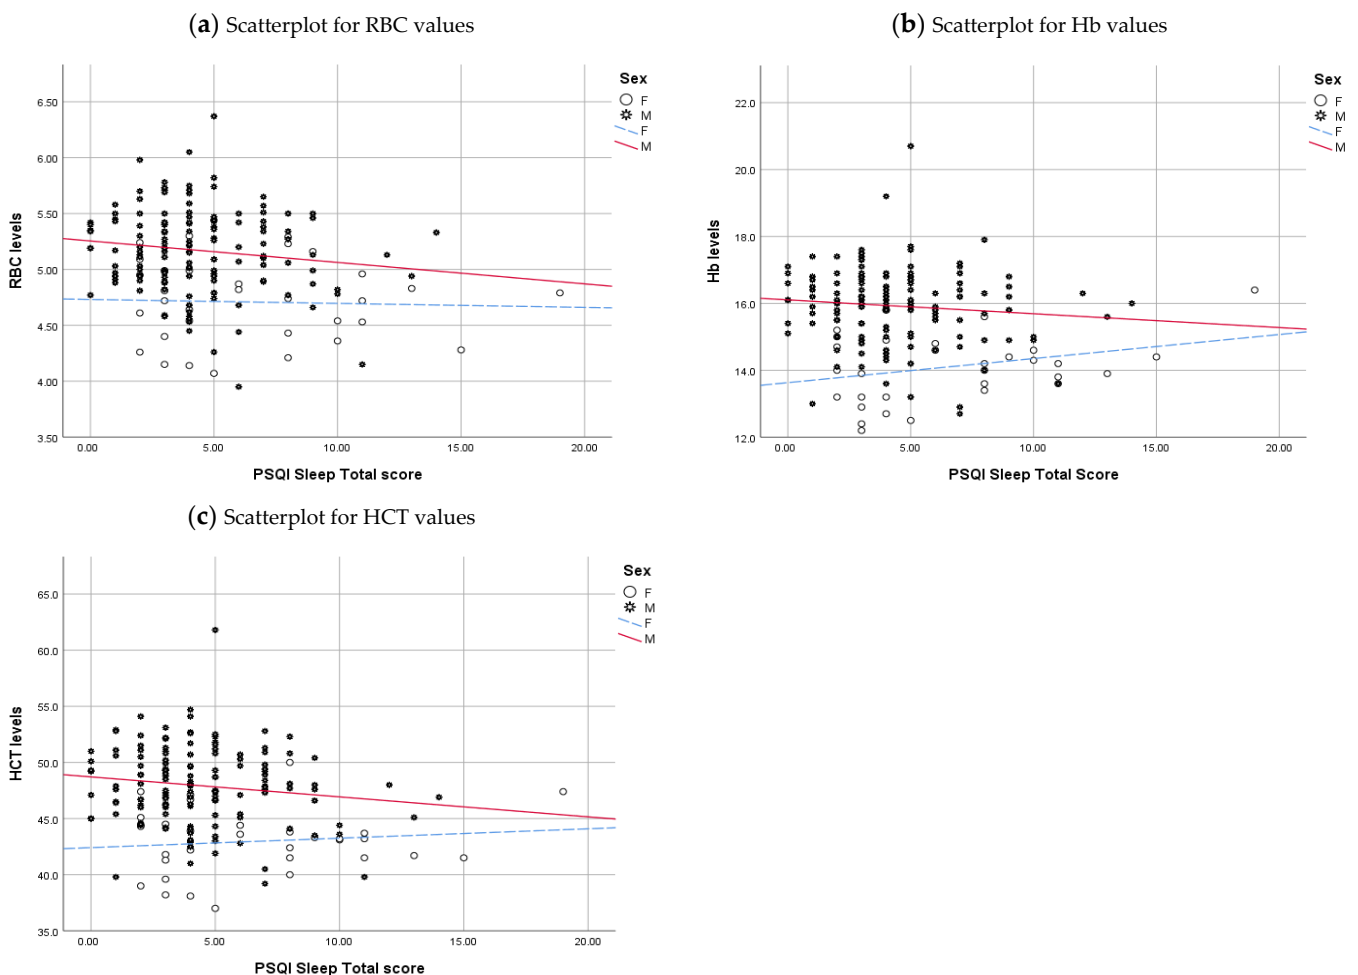 (a) Scatterplot for RBC values
Sex
F
M
F
M
6.50
6.00
5.50
5.00
4.50
4.00
3.50
RBC levels
0.00 5.00 10.00 15.00 20.00
PSQI Sleep Total score
(b) Scatterplot for Hb values
Sex
F
M
F
M
22.0
20.0
18.0
16.0
14.0
12.0
Hb levels
0.00 5.00 10.00 15.00 20.00
PSQI Sleep Total score
(c) Scatterplot for HCT values
Sex
F
M
F
M
65.0
60.0
55.0
50.0
45.0
40.0
35.0
HCT levels
0.00 5.00 10.00 15.00 20.00
PSQI Sleep Total score